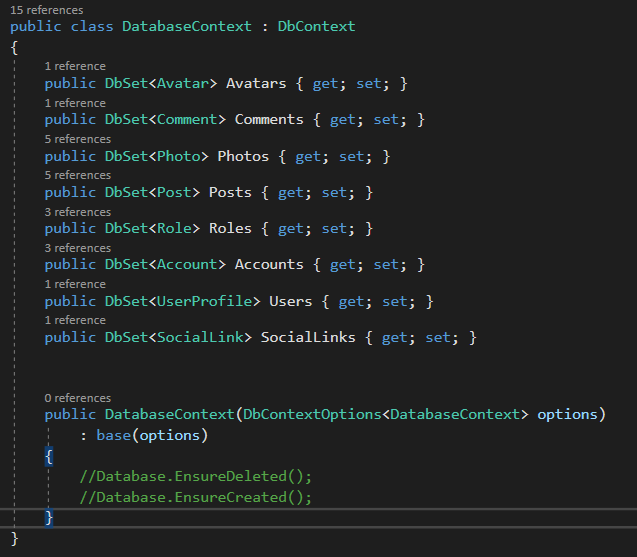 15 references
public class DatabaseContext : DbContext
{
1 reference
public DbSet<Avatar> Avatars { get; set; }
1 reference
public DbSet<Comment> Comments { get; set; }
5 references
public DbSet<Photo> Photos { get; set; }
5 references
public DbSet<Post> Posts { get; set; }
3 references
public DbSet<Role> Roles { get; set; }
3 references
public DbSet<Account> Accounts { get; set; }
1 reference
public DbSet<UserProfile> Users { get; set; }
1 reference
public DbSet<SocialLink> SocialLinks { get; set; }
0 references
public DatabaseContext(DbContextOptions<DatabaseContext> options)
: base(options)
{
//Database.EnsureDeleted();
//Database.EnsureCreated();
}
}